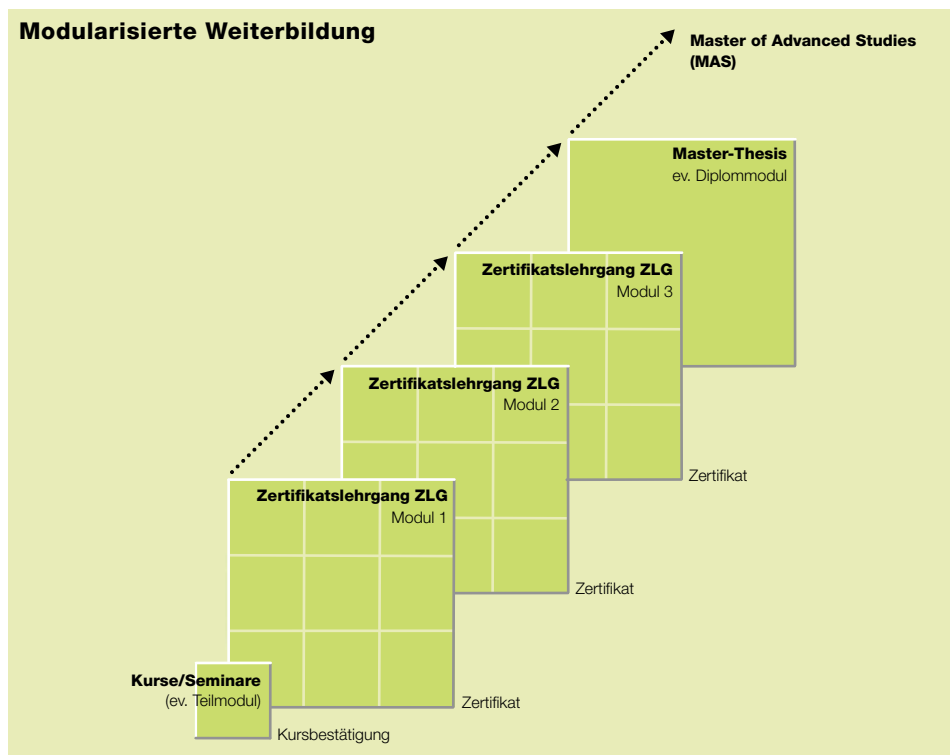 Modularisierte Weiterbildung
Master of Advanced Studies
(MAS)
Master-Thesis
ev. Diplommodul
Zertifikatslehrgang ZLG
Modul 3
Zertifikatslehrgang ZLG
Modul 2
Zertifikat
Zertifikatslehrgang ZLG
Modul 1
Zertifikat
Kurse/Seminare
(ev. Teilmodul)
Zertifikat
Kursbestätigung